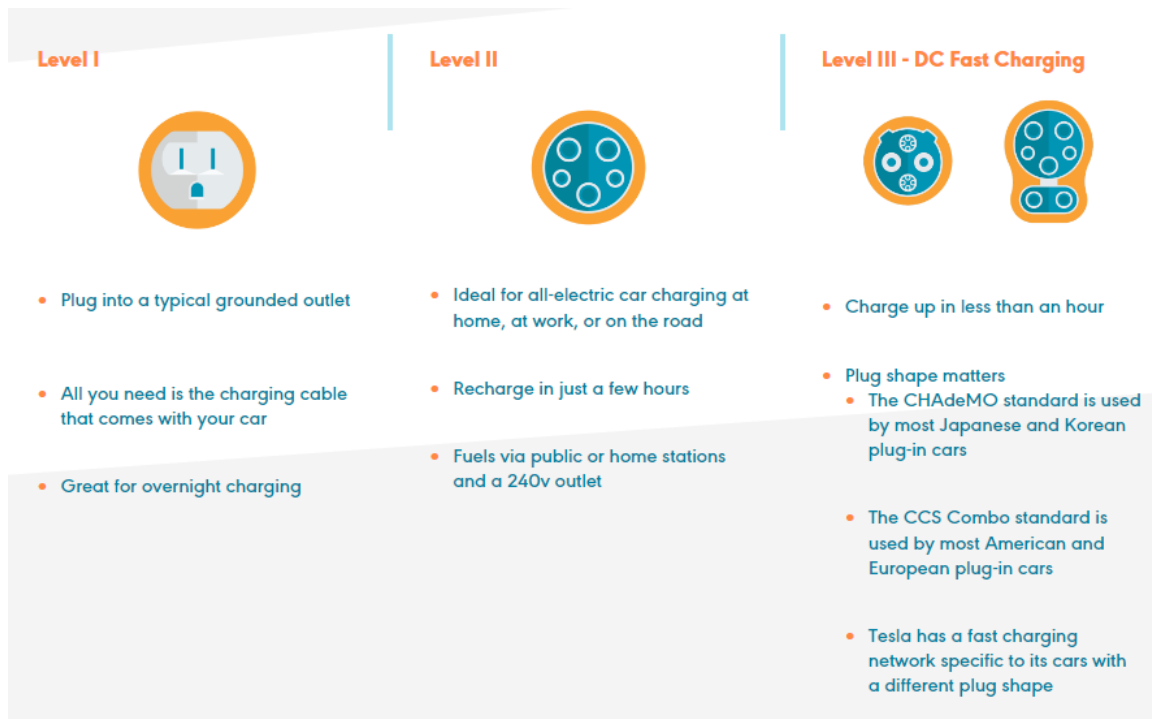 Level I
Plug into a typical grounded outlet
All you need is the charging cable
that comes with your car
Great for overnight charging
Level II
Ideal for all-electric car charging at
home, at work, or on the road
Recharge in just a few hours
Fuels via public or home stations
and a 240v outlet
Level III - DC Fast Charging
Charge up in less than an hour
Plug shape matters
The CHAdeMO standard is used
by most Japanese and Korean
plug-in cars
The CCS Combo standard is
used by most American and
European plug-in cars
Tesla has a fast charging
network specific to its cars with
a different plug shape